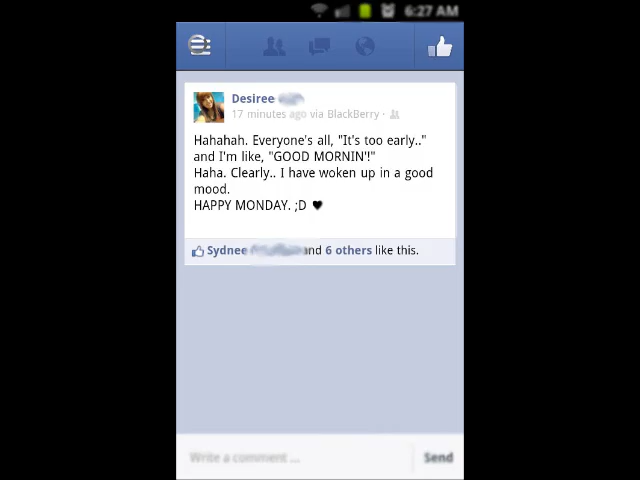 6:27 AM
Desiree
17 minutes ago via BlackBerry ·
Hahahah. Everyone's all, "It's too early.."
and I'm like, "GOOD MORNIN'!"
Haha. Clearly.. I have woken up in a good
mood.
HAPPY MONDAY. ;D ♥
Sydnee and 6 others like this.
Write a comment ... Send